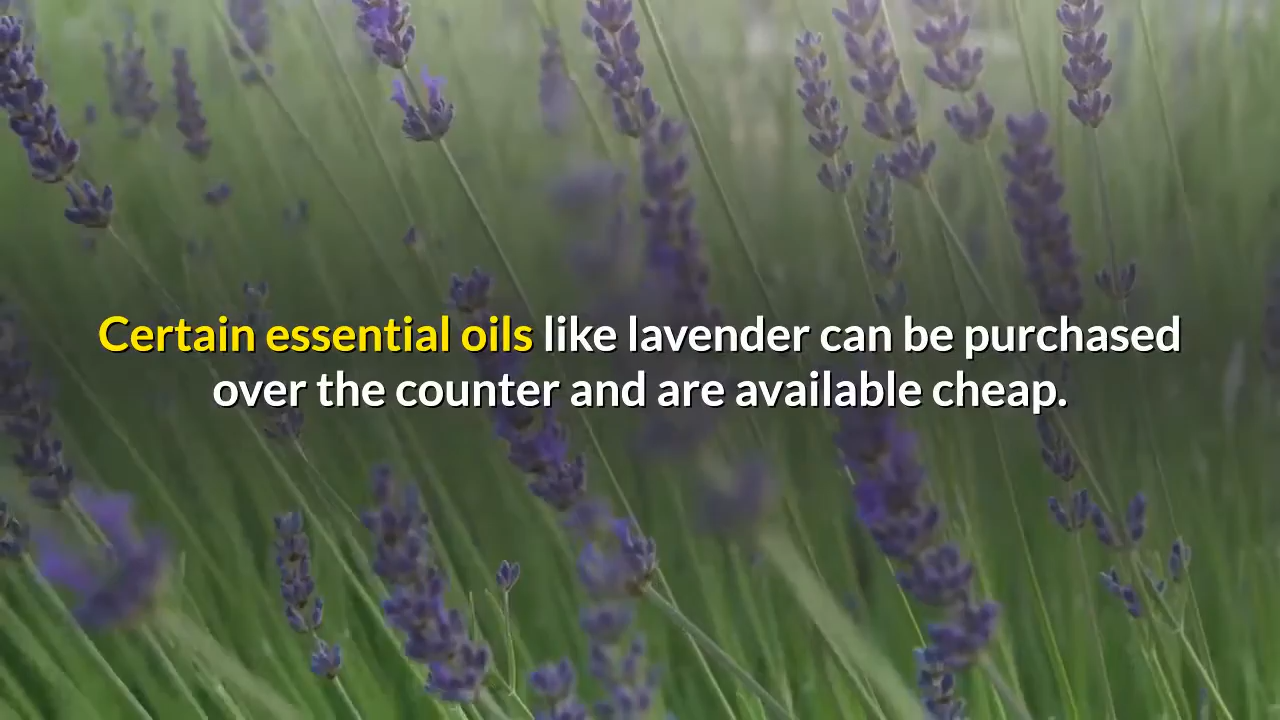 Certain essential oils like lavender can be purchased
over the counter and are available cheap.